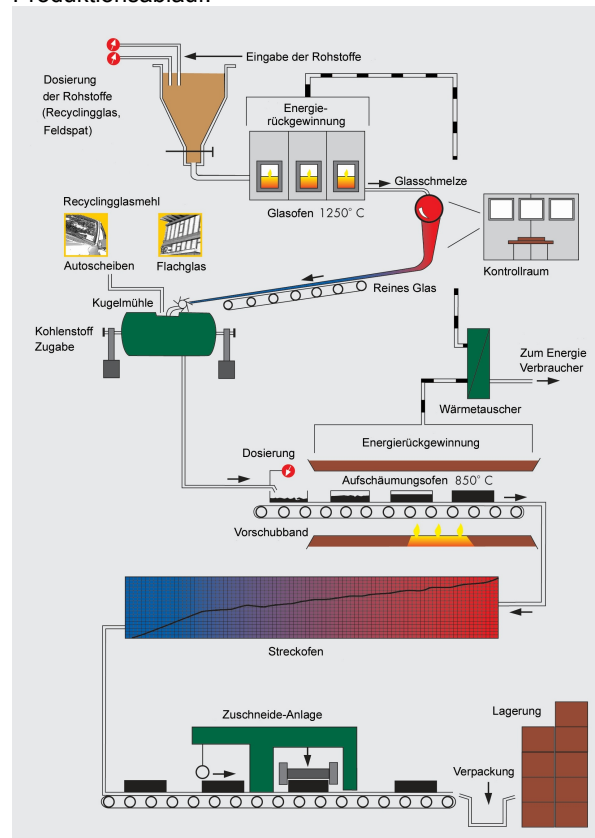 Produktionsablauf:
Eingabe der Rohstoffe
Dosierung
der Rohstoffe
(Recyclingglas,
Feldspat)
Energie-
rückgewinnung
Glasschmelze
Glasofen 1250° C
Recyclingglasmehl
Autoscheiben
Flachglas
Kontrollraum
Reines Glas
Kugelmühle
Kohlenstoff
Zugabe
Zum Energie
Verbraucher
Wärmetauscher
Energierückgewinnung
Dosierung
Aufschäumungsofen 850° C
Vorschubband
Streckofen
Zuschneide-Anlage
Lagerung
Verpackung